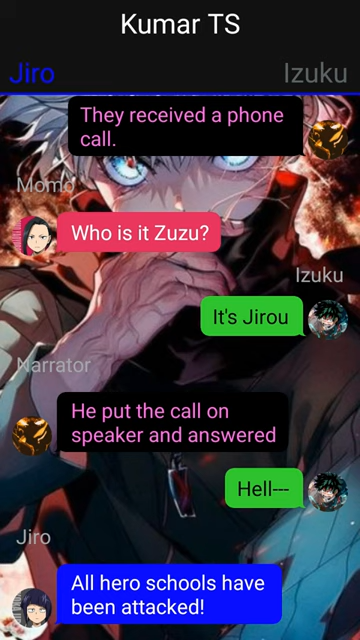 Kumar TS
Jiro
Izuku
They received a phone
call.
Momo
Who is it Zuzu?
Izuku
It's Jirou
Narrator
He put the call on
speaker and answered
Hell---
Jiro
All hero schools have
been attacked!